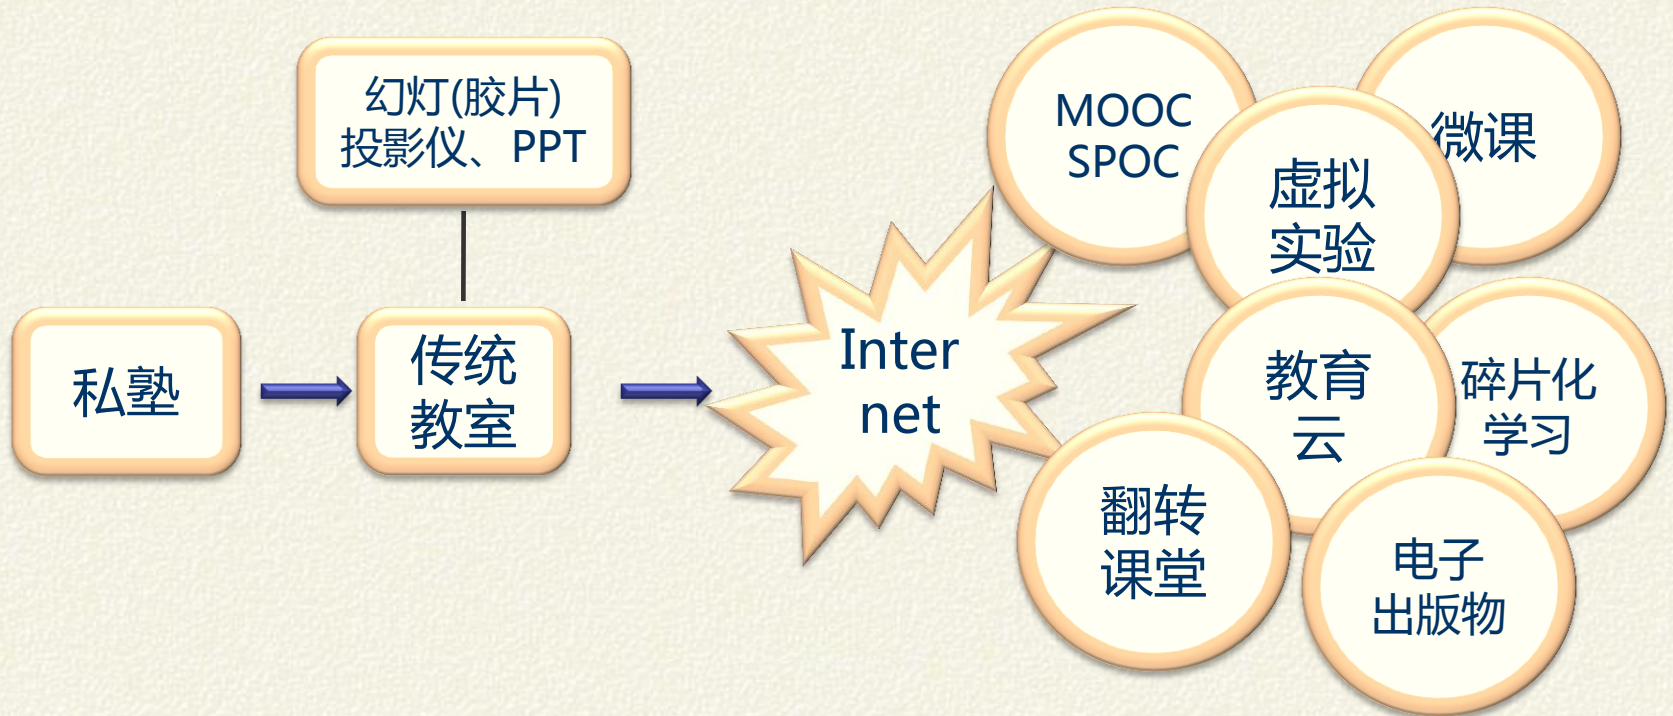 幻灯(胶片)
投影仪、PPT
私塾
传统
教室
Inter
net
MOOC
SPOC
虚拟
实验
微课
教育
云
碎片化
学习
翻转
课堂
电子
出版物